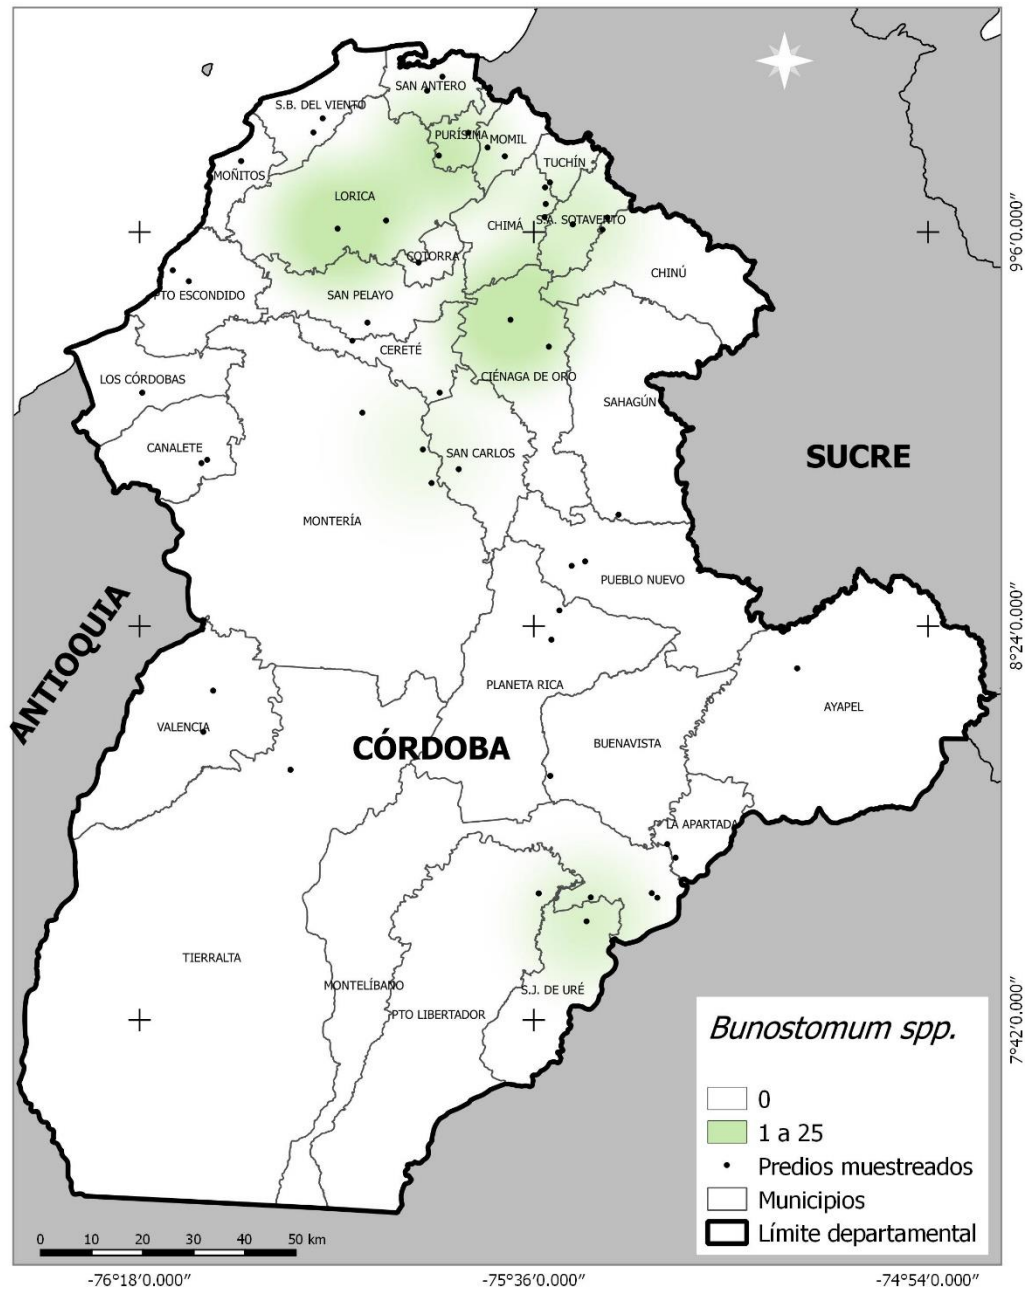 SAN ANTERO
S.B. DEL VIENTO
PURÍSIMA
MOMIL
TUCHÍN
MOÑITOS
LORICA
CHIMÁ
S.A. SOTAVENTO
9°6'0.000"
COTORRA
CHINÚ
PTO ESCONDIDO
SAN PELAYO
CERETÉ
LOS CÓRDOBAS
CIÉNAGA DE ORO
SAHAGÚN
CANALETE
SAN CARLOS
SUCRE
MONTERÍA
PUEBLO NUEVO
ANTIOQUIA
8°24'0.000"
PLANETA RICA
VALENCIA
CÓRDOBA
BUENAVISTA
AYAPEL
LA APARTADA
TIERRALTA
MONTELÍBANO
S.J. DE URÉ
PTO LIBERTADOR
7°42'0.000"
Bunostomum spp.
0
1 a 25
Predios muestreados
Municipios
Límite departamental
0 10 20 30 40 50 km
-76°18'0.000" -75°36'0.000" -74°54'0.000"